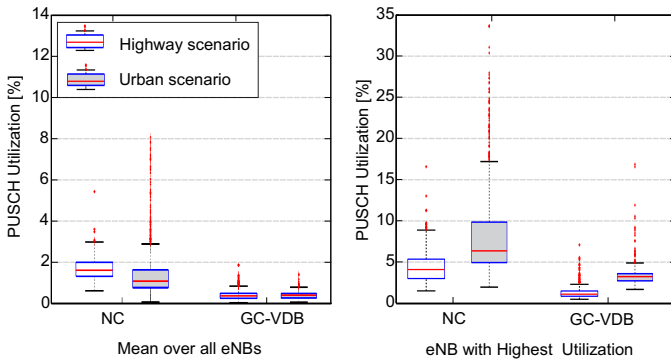 PUSCH Utilization [%]
14
12
10
8
6
4
2
0
Highway scenario
Urban scenario
NC
GC-VDB
Mean over all eNBs
PUSCH Utilization [%]
35
30
25
20
15
10
5
0
NC
GC-VDB
eNB with Highest Utilization